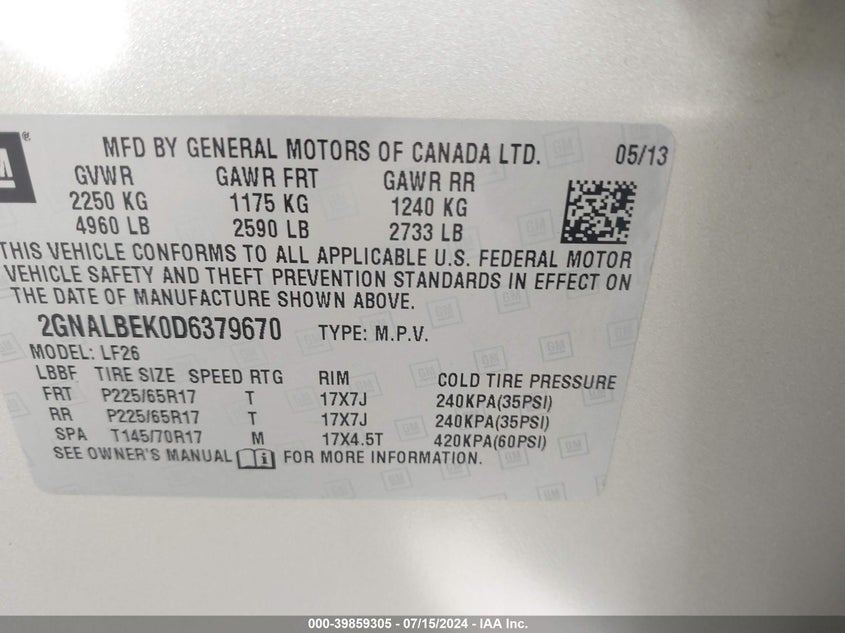 GM®
MFD BY GENERAL MOTORS OF CANADA LTD. 05/13
GVWR GAWR FRT GAWR RR
2250 KG 1175 KG 1240 KG
4960 LB 2590 LB 2733 LB
THIS VEHICLE CONFORMS TO ALL APPLICABLE U.S. FEDERAL MOTOR
VEHICLE SAFETY AND THEFT PREVENTION STANDARDS IN EFFECT ON
THE DATE OF MANUFACTURE SHOWN ABOVE.
2GNALBEK0D6379670 TYPE: M.P.V.
MODEL: LF26
LBBF TIRE SIZE SPEED RTG RIM COLD TIRE PRESSURE
FRT P225/65R17 T 17X7J 240KPA(35PSI)
RR P225/65R17 T 17X7J 240KPA(35PSI)
SPA T145/70R17 M 17X4.5T 420KPA(60PSI)
SEE OWNER'S MANUAL FOR MORE INFORMATION.
000-39859305 - 07/15/2024 - IAA Inc.